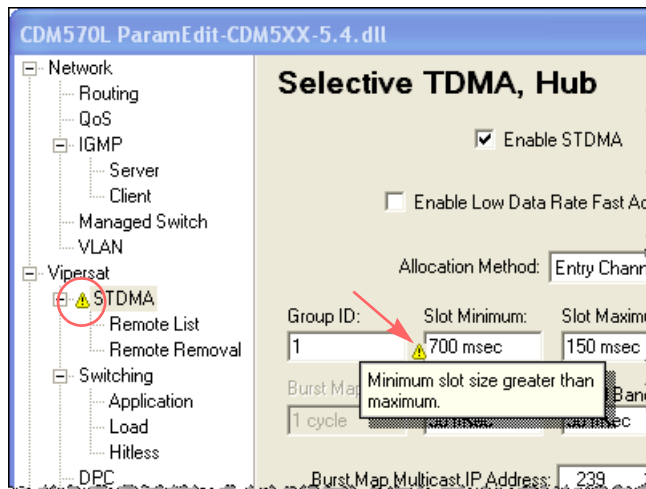 CDM570L ParamEdit-CDM5XX-5.4.dll
Network
Routing
QoS
IGMP
Server
Client
Managed Switch
VLAN
Vipersat
STDMA
Remote List
Remote Removal
Switching
Application
Load
Hitless
DPC
Selective TDMA, Hub
Enable STDMA
Enable Low Data Rate Fast Ac
Allocation Method: Entry Chann
Group ID: Slot Minimum: Slot Maximu
1 700 msec 150 msec
Minimum slot size greater than
maximum.
Burst Map Ban
1 cycle
Burst Map Multicast IP Address: 239